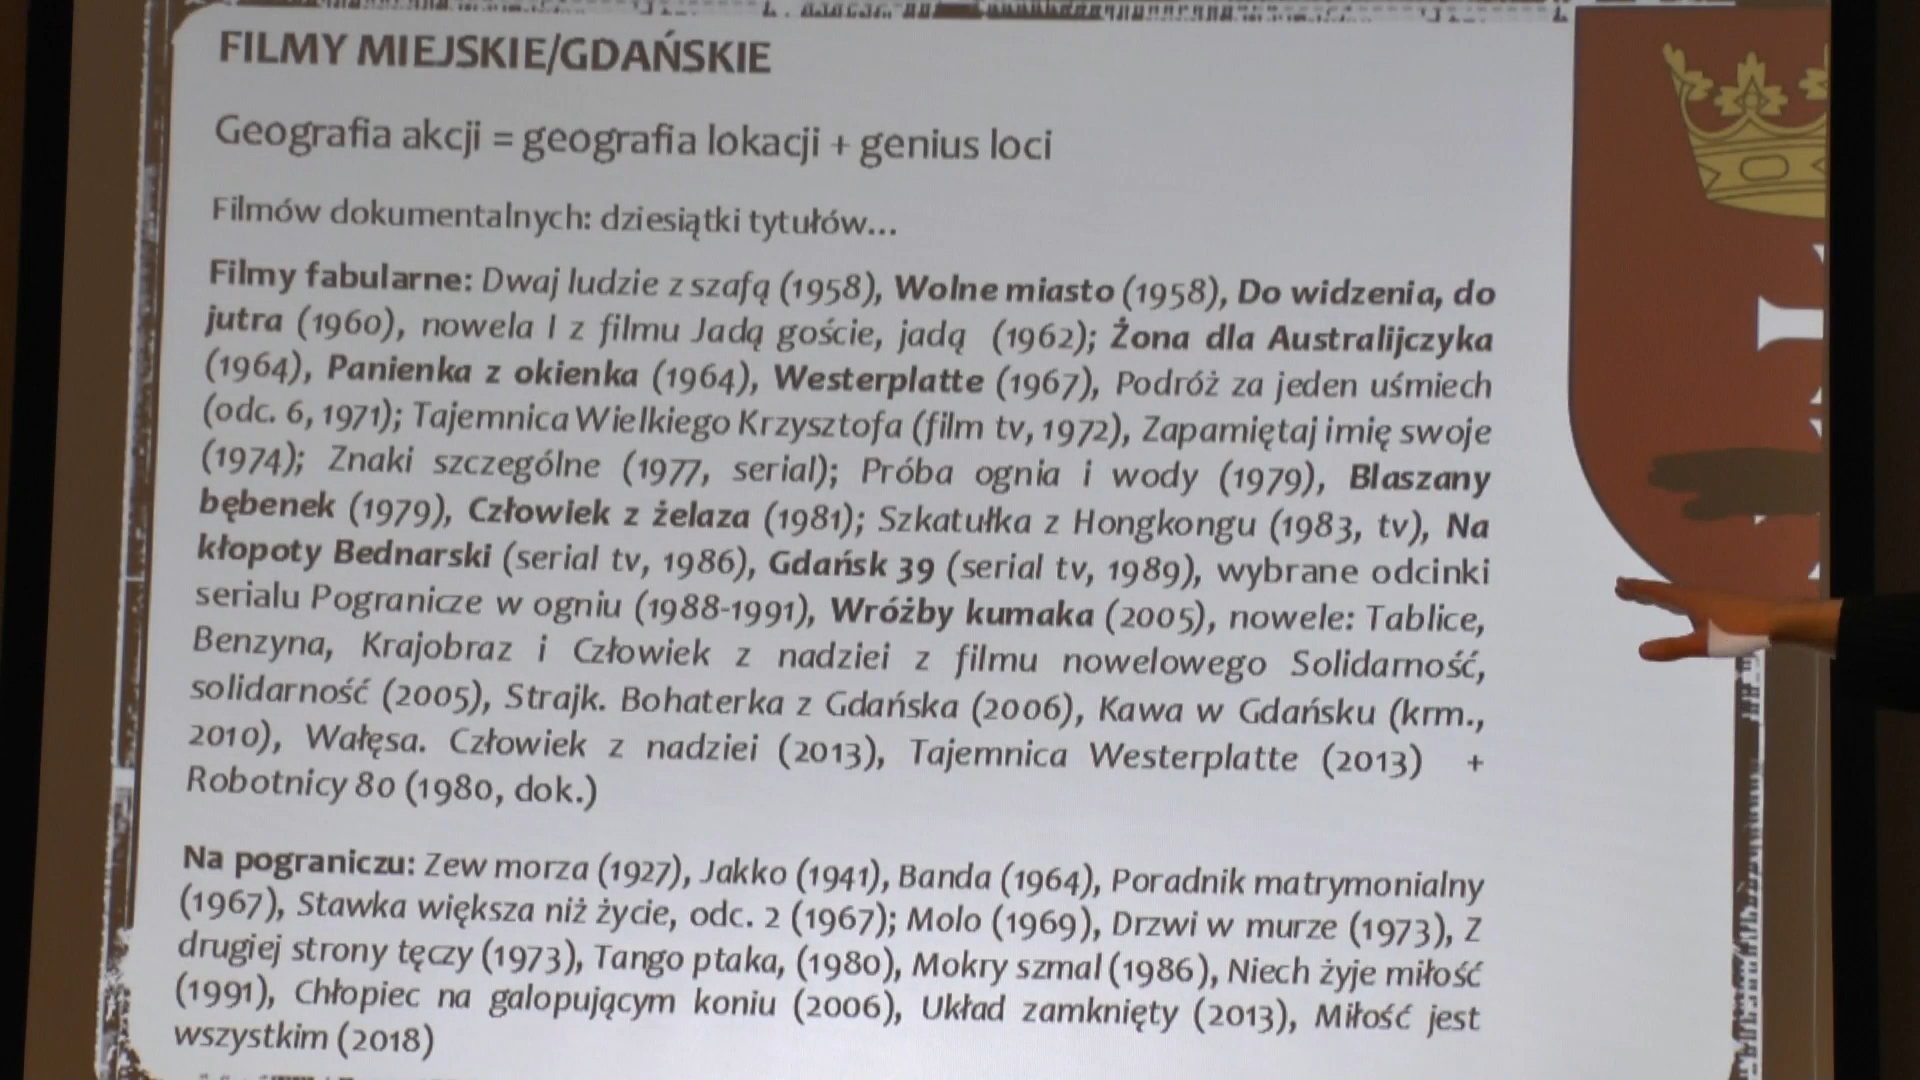 FILMY MIEJSKIE/GDAŃSKIE
Geografia akcji = geografia lokacji + genius loci
Filmów dokumentalnych: dziesiątki tytułów...
Filmy fabularne: Dwaj ludzie z szafą (1958), Wolne miasto (1958), Do widzenia, do
jutra (1960), nowela I z filmu Jadą goście, jadą (1962); Żona dla Australijczyka
(1964), Panienka z okienka (1964), Westerplatte (1967), Podróż za jeden uśmiech
(odc. 6, 1971); Tajemnica Wielkiego Krzysztofa (film tv, 1972), Zapamiętaj imię swoje
(1974); Znaki szczególne (1977, serial); Próba ognia i wody (1979), Blaszany
bębenek (1979), Człowiek z żelaza (1981); Szkatułka z Hongkongu (1983, tv), Na
kłopoty Bednarski (serial tv, 1986), Gdańsk 39 (serial tv, 1989), wybrane odcinki
serialu Pogranicze w ogniu (1988-1991), Wróżby kumaka (2005), nowele: Tablice,
Benzyna, Krajobraz i Człowiek z nadziei z filmu nowelowego Solidarność,
solidarność (2005), Strajk. Bohaterka z Gdańska (2006), Kawa w Gdańsku (krm.,
2010), Wałęsa. Człowiek z nadziei (2013), Tajemnica Westerplatte (2013) +
Robotnicy 80 (1980, dok.)
Na pograniczu: Zew morza (1927), Jakko (1941), Banda (1964), Poradnik matrymonialny
(1967), Stawka większa niż życie, odc. 2 (1967); Molo (1969), Drzwi w murze (1973), Z
drugiej strony tęczy (1973), Tango ptaka, (1980), Mokry szmal (1986), Niech żyje miłość
(1991), Chłopiec na galopującym koniu (2006), Układ zamknięty (2013), Miłość jest
wszystkim (2018)